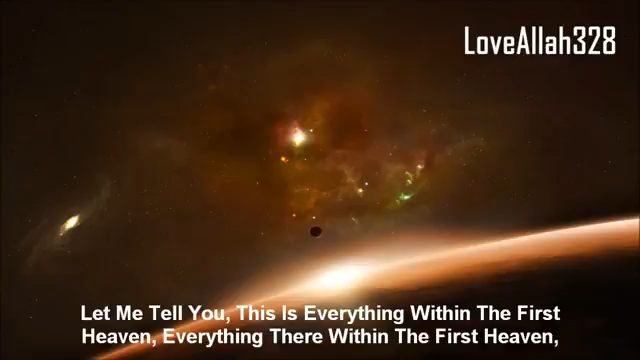 LoveAllah328
Let Me Tell You, This Is Everything Within The First
Heaven, Everything There Within The First Heaven,